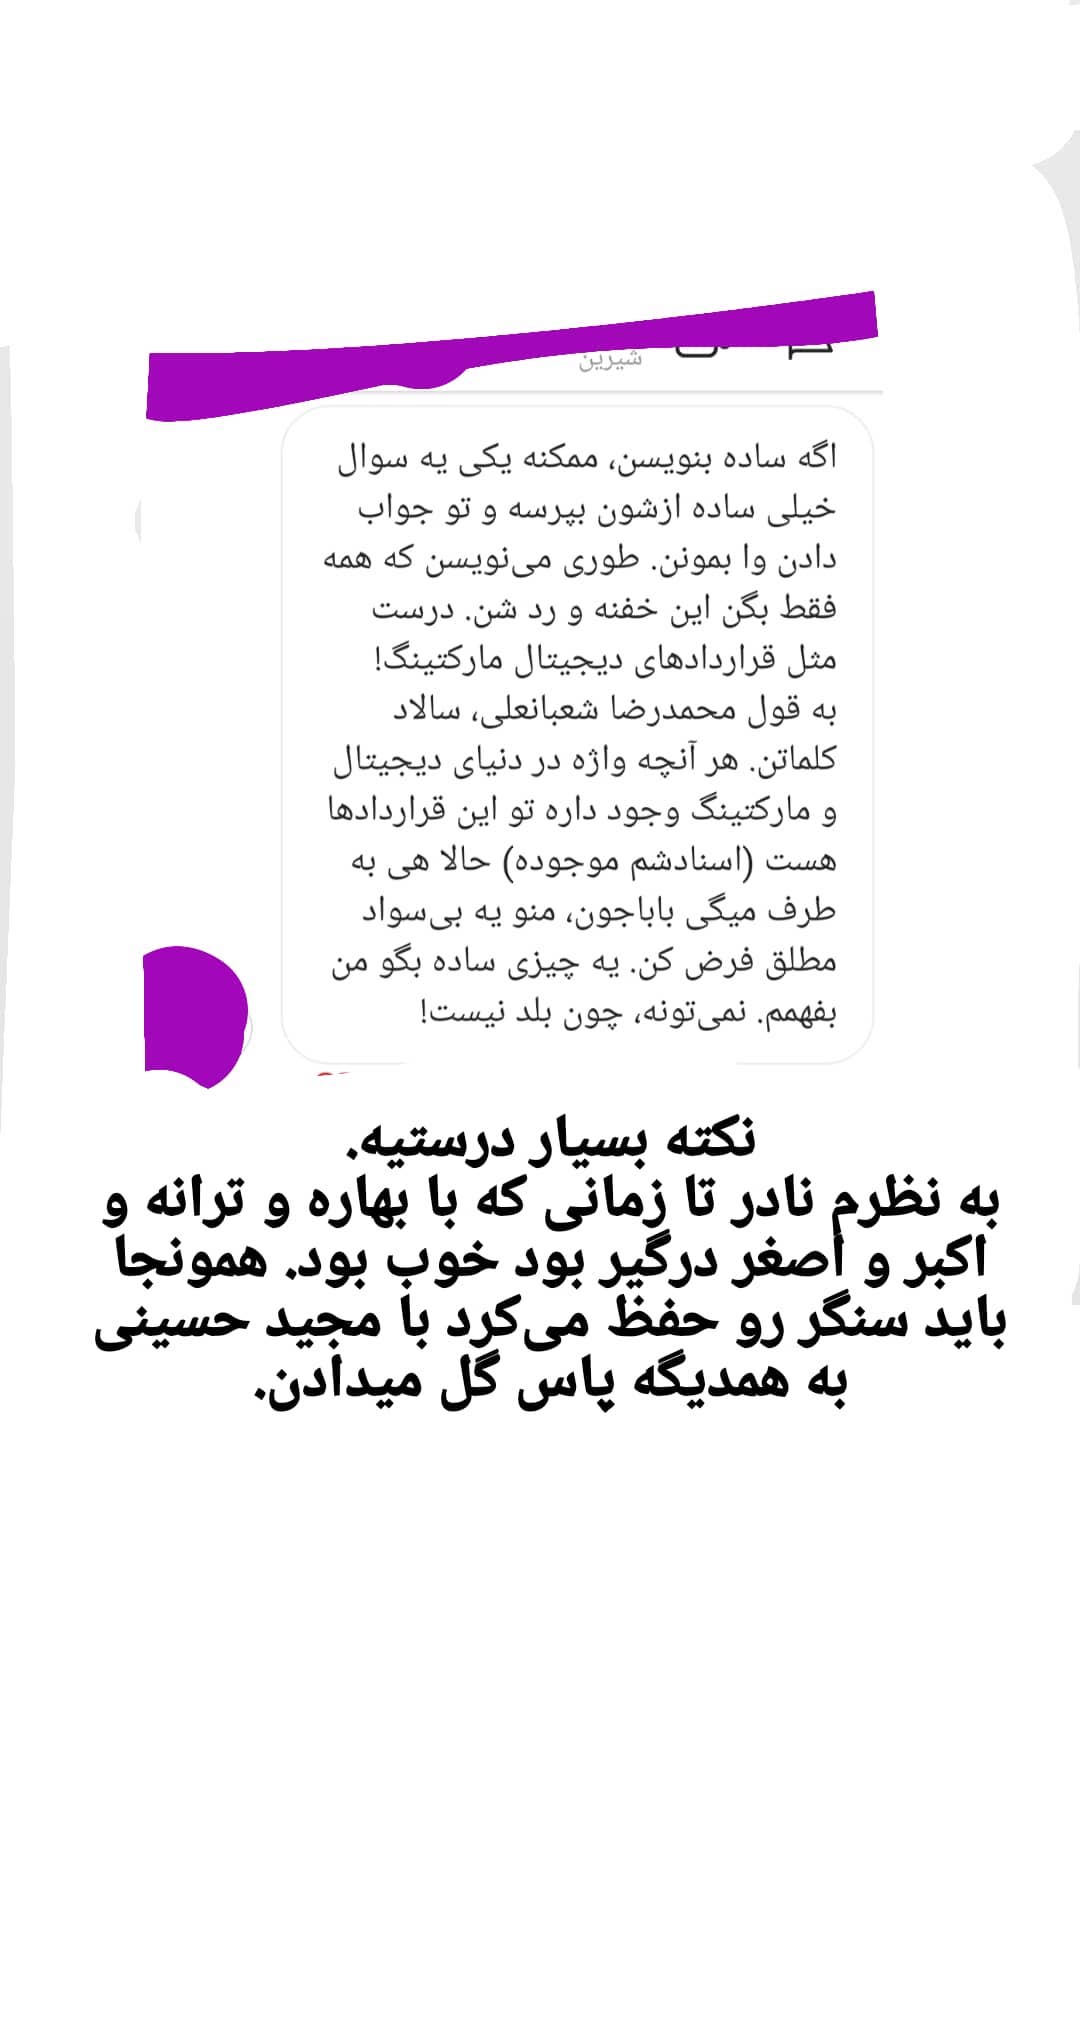 شیرین
اگه ساده بنویسن، ممکنه یکی یه سوال
خیلی ساده ازشون بپرسه و تو جواب
دادن وا بمونن. طوری می‌نویسن که همه
فقط بگن این خفنه و رد شن. درست
مثل قراردادهای دیجیتال مارکتینگ!
به قول محمدرضا شعبانعلی، سالاد
کلماتن. هر آنچه واژه در دنیای دیجیتال
و مارکتینگ وجود داره تو این قراردادها
هست (اسنادشم موجوده) حالا هی به
طرف میگی باباجون، منو یه بی‌سواد
مطلق فرض کن. یه چیزی ساده بگو من
بفهمم. نمی‌تونه، چون بلد نیست!
نکته بسیار درستیه.
به نظرم نادر تا زمانی که با بهاره و ترانه و
اکبر و اصغر درگیر بود خوب بود. همونجا
باید سنگر رو حفظ می‌کرد با مجید حسینی
به همدیگه پاس گل میدادن.